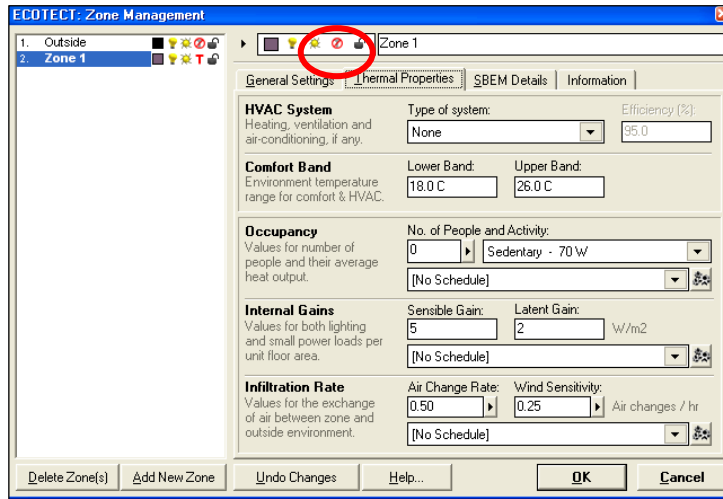 ECOTECT: Zone Management
1. Outside
2. Zone 1 T
Zone 1
General Settings Thermal Properties SBEM Details Information
HVAC System
Heating, ventilation and
air-conditioning, if any.
Type of system:
None
Efficiency (%):
95.0
Comfort Band
Environment temperature
range for comfort & HVAC.
Lower Band:
18.0 C
Upper Band:
26.0 C
Occupancy
Values for number of
people and their average
heat output.
No. of People and Activity:
0 Sedentary - 70 W
[No Schedule]
Internal Gains
Values for both lighting
and small power loads per
unit floor area.
Sensible Gain:
5
Latent Gain:
2 W/m2
[No Schedule]
Infiltration Rate
Values for the exchange
of air between zone and
outside environment.
Air Change Rate:
0.50
Wind Sensitivity:
0.25 Air changes / hr
[No Schedule]
Delete Zone(s) Add New Zone Undo Changes Help... OK Cancel